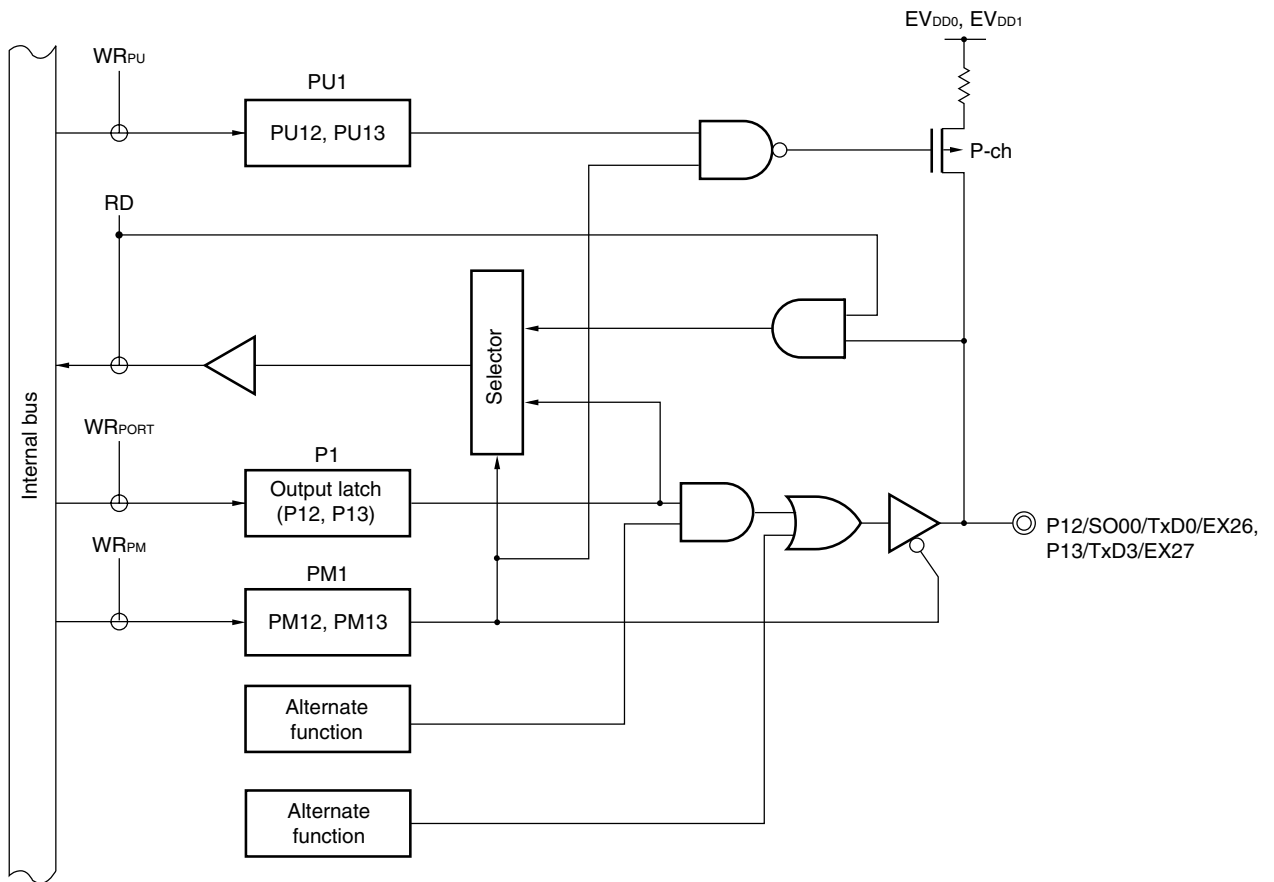 EVDD0, EVDD1
WRPU
PU1
PU12, PU13
P-ch
RD
Selector
Internal bus
WRPORT
P1
Output latch
(P12, P13)
P12/SO00/TxD0/EX26,
P13/TxD3/EX27
WRPM
PM1
PM12, PM13
Alternate
function
Alternate
function